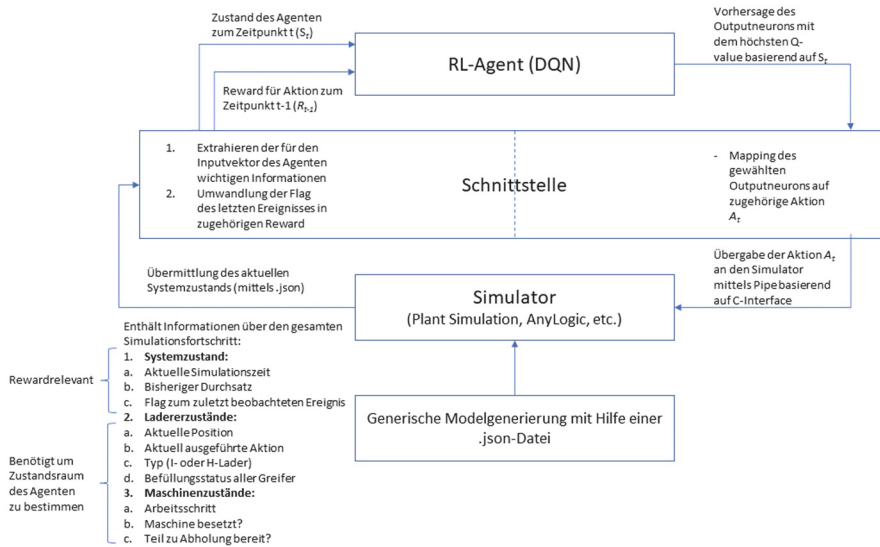 Zustand des Agenten
zum Zeitpunkt t (St)
Reward für Aktion zum
Zeitpunkt t-1 (Rt-1)
RL-Agent (DQN)
Vorhersage des
Outputneurons mit
dem höchsten Q-
value basierend auf St
1. Extrahieren der für den
Inputvektor des Agenten
wichtigen Informationen
2. Umwandlung der Flag
des letzten Ereignisses in
zugehörigen Reward
Schnittstelle
- Mapping des
gewählten
Outputneurons auf
zugehörige Aktion
At
Übermittlung des aktuellen
Systemzustands (mittels .json)
Simulator
(Plant Simulation, AnyLogic, etc.)
Übergabe der Aktion At
an den Simulator
mittels Pipe basierend
auf C-Interface
Generische Modelgenerierung mit Hilfe einer
.json-Datei
Enthält Informationen über den gesamten
Simulationsfortschritt:
1. Systemzustand:
a. Aktuelle Simulationszeit
b. Bisheriger Durchsatz
c. Flag zum zuletzt beobachteten Ereignis
2. Ladererzustände:
a. Aktuelle Position
b. Aktuell ausgeführte Aktion
c. Typ (I- oder H-Lader)
d. Befüllungsstatus aller Greifer
3. Maschinenzustände:
a. Arbeitsschritt
b. Maschine besetzt?
c. Teil zu Abholung bereit?
Rewardrelevant
Benötigt um
Zustandsraum
des Agenten
zu bestimmen